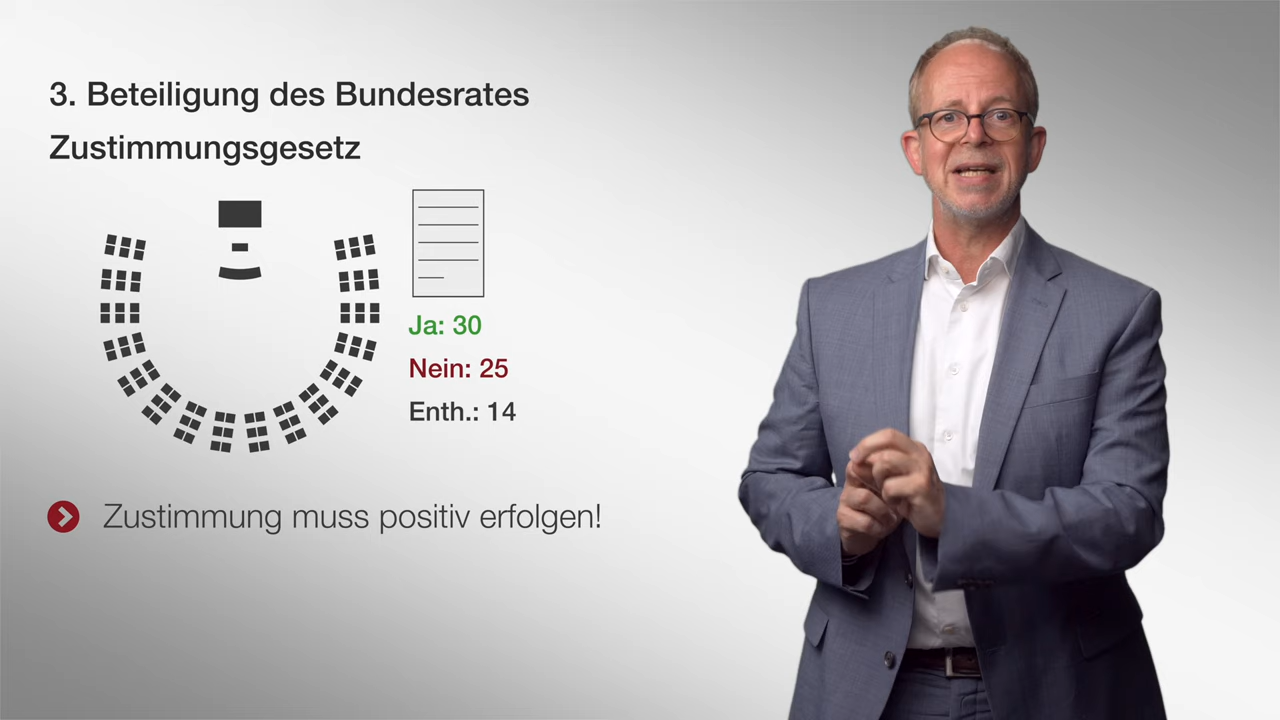 3. Beteiligung des Bundesrates
Zustimmungsgesetz
Ja: 30
Nein: 25
Enth.: 14
Zustimmung muss positiv erfolgen!